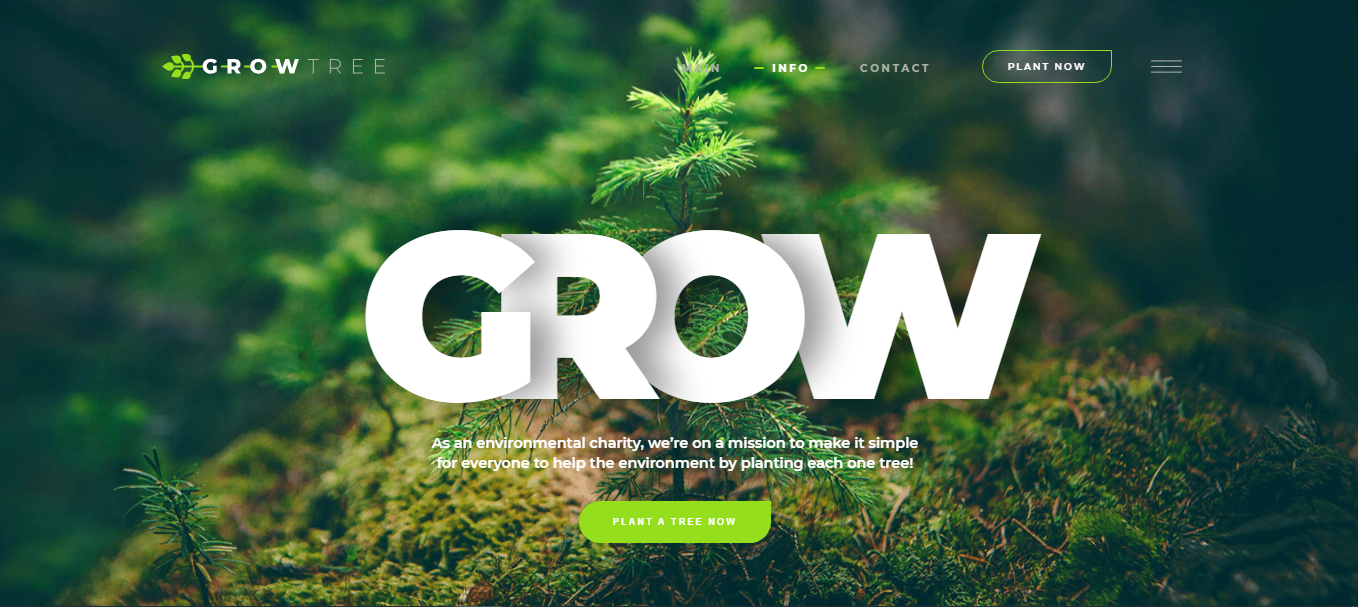 GROWTREE
INFO
CONTACT
PLANT NOW
GROW
As an environmental charity, we're on a mission to make it simple
for everyone to help the environment by planting each one tree!
PLANT A TREE NOW